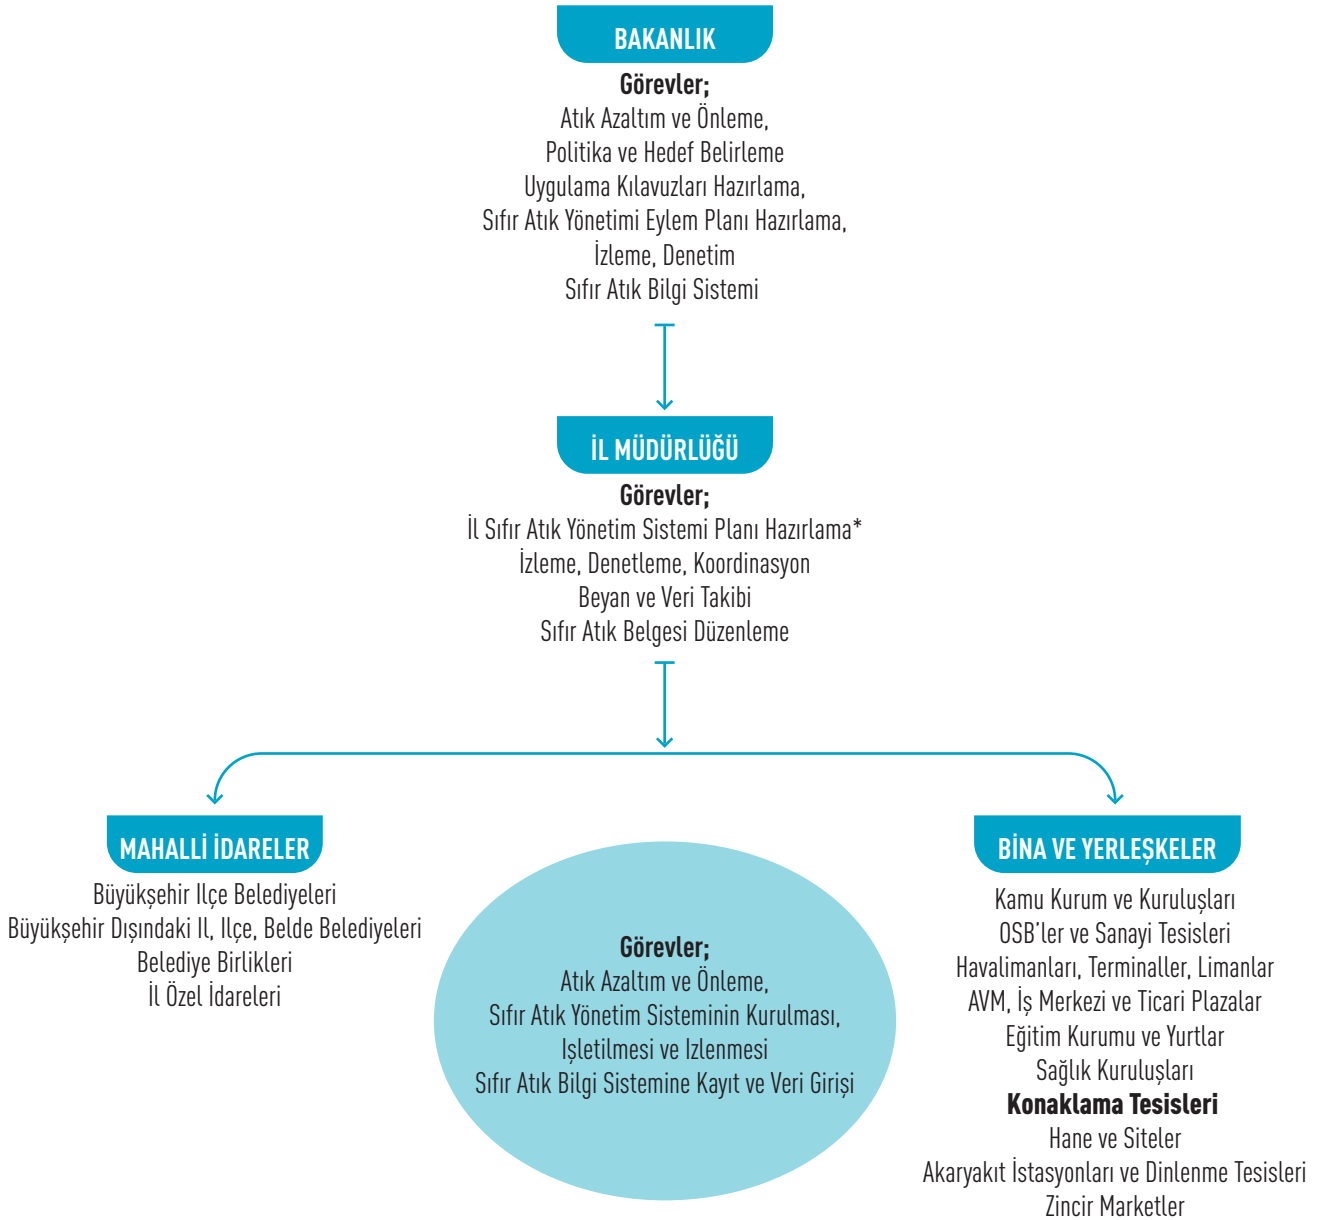 BAKANLIK
Görevler;
Atık Azaltım ve Önleme,
Politika ve Hedef Belirleme
Uygulama Kılavuzları Hazırlama,
Sıfır Atık Yönetimi Eylem Planı Hazırlama,
İzleme, Denetim
Sıfır Atık Bilgi Sistemi
İL MÜDÜRLÜĞÜ
Görevler;
İl Sıfır Atık Yönetim Sistemi Planı Hazırlama*
İzleme, Denetleme, Koordinasyon
Beyan ve Veri Takibi
Sıfır Atık Belgesi Düzenleme
MAHALLİ İDARELER
Büyükşehir Ilçe Belediyeleri
Büyükşehir Dışındaki Il, Ilçe, Belde Belediyeleri
Belediye Birlikleri
İl Özel İdareleri
Görevler;
Atık Azaltım ve Önleme,
Sıfır Atık Yönetim Sisteminin Kurulması,
Işletilmesi ve Izlenmesi
Sıfır Atık Bilgi Sistemine Kayıt ve Veri Girişi
BİNA VE YERLEŞKELER
Kamu Kurum ve Kuruluşları
OSB'ler ve Sanayi Tesisleri
Havalimanları, Terminaller, Limanlar
AVM, İş Merkezi ve Ticari Plazalar
Eğitim Kurumu ve Yurtlar
Sağlık Kuruluşları
Konaklama Tesisleri
Hane ve Siteler
Akaryakıt İstasyonları ve Dinlenme Tesisleri
Zincir Marketler